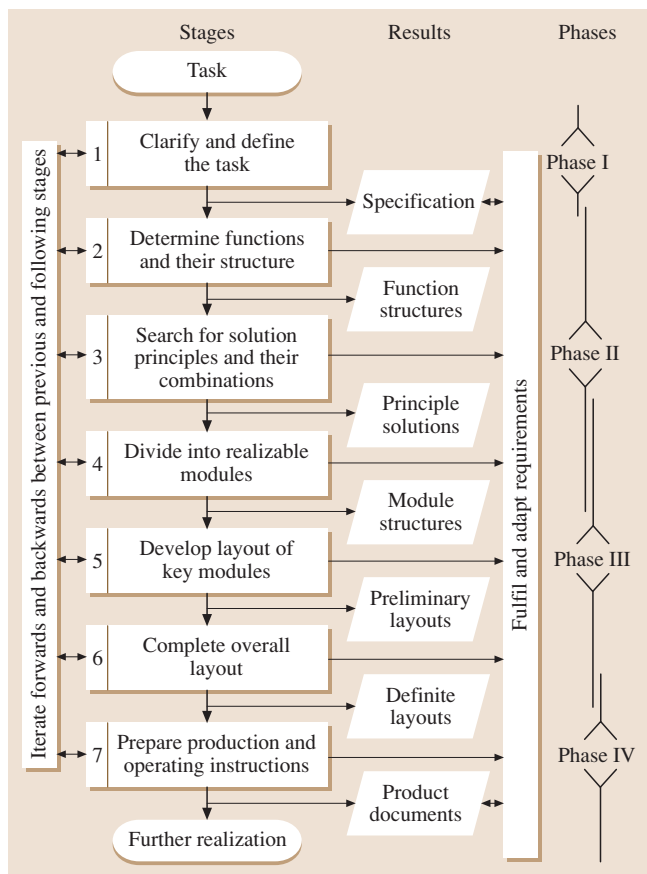 Stages
Results
Phases
Task
1
Clarify and define
the task
Phase I
Specification
2
Determine functions
and their structure
Function
structures
3
Search for solution
principles and their
combinations
Phase II
Principle
solutions
4
Divide into realizable
modules
Module
structures
5
Develop layout of
key modules
Phase III
Preliminary
layouts
6
Complete overall
layout
Definite
layouts
7
Prepare production and
operating instructions
Phase IV
Product
documents
Further realization
Iterate forwards and backwards between previous and following stages
Fulfil and adapt requirements